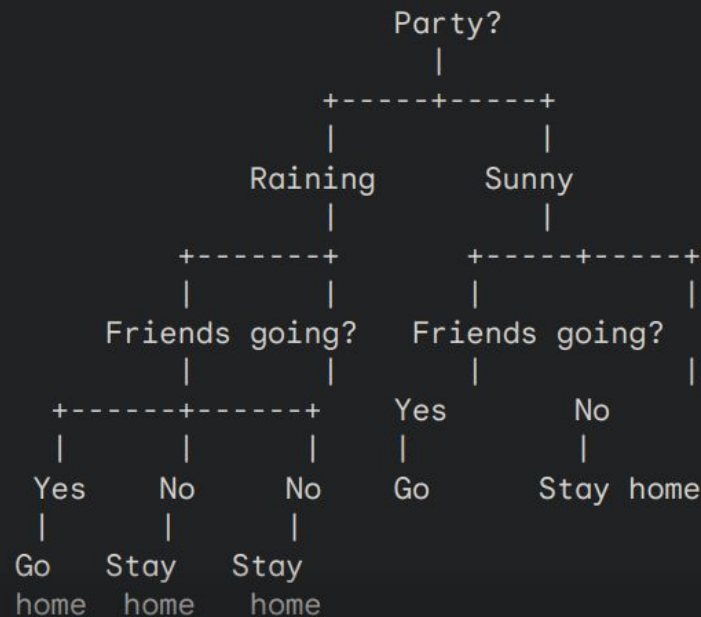 Party?
Raining Sunny
Friends going? Friends going?
Yes No
Yes No No Go Stay home
Go Stay Stay
home home home